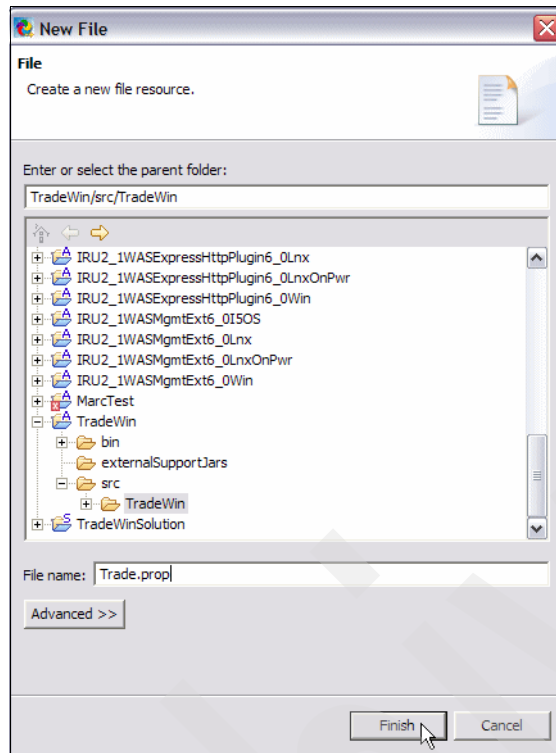 New File
File
Create a new file resource.
Enter or select the parent folder:
TradeWin/src/TradeWin
IRU2_1WASExpressHttpPlugin6_0Lnx
IRU2_1WASExpressHttpPlugin6_0LnxOnPwr
IRU2_1WASExpressHttpPlugin6_0Win
IRU2_1WASMgmtExt6_0I5OS
IRU2_1WASMgmtExt6_0Lnx
IRU2_1WASMgmtExt6_0LnxOnPwr
IRU2_1WASMgmtExt6_0Win
MarcTest
TradeWin
bin
externalSupportJars
src
TradeWin
TradeWinSolution
File name: Trade.prop
Advanced >>
Finish Cancel